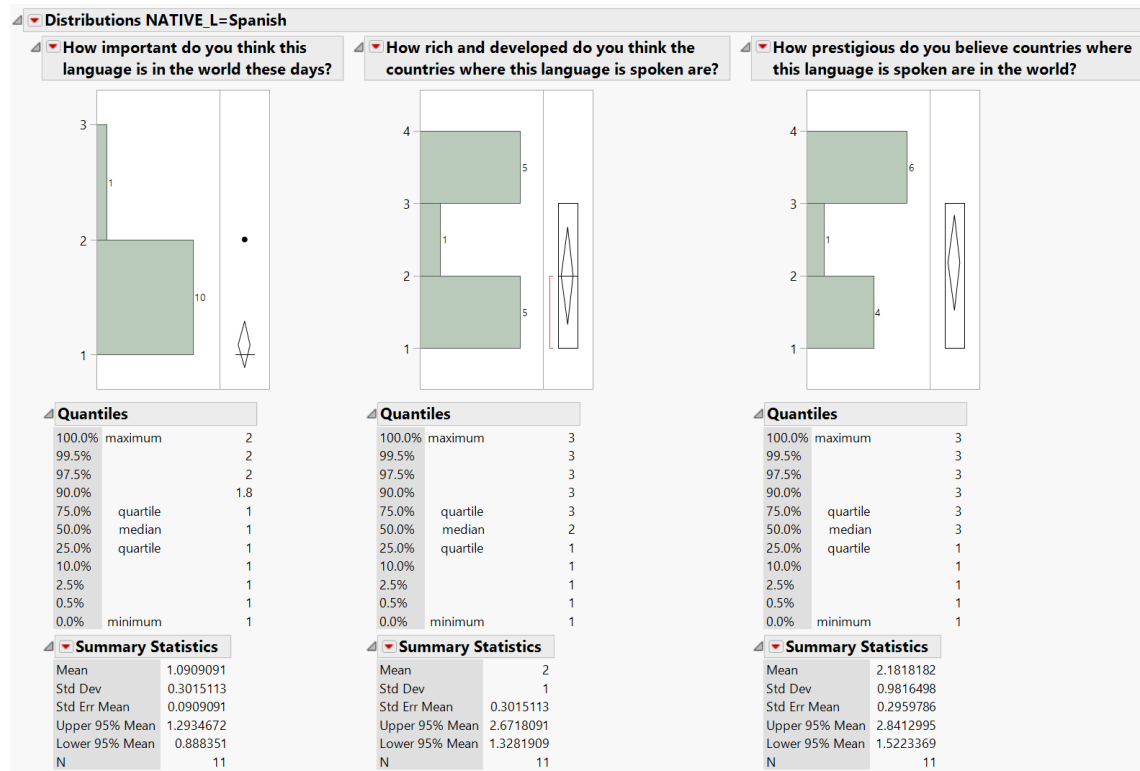 Distributions NATIVE_L=Spanish
How important do you think this
language is in the world these days?
3
2
1
1
10
Quantiles
100.0% maximum 2
99.5% 2
97.5% 2
90.0% 1.8
75.0% quartile 1
50.0% median 1
25.0% quartile 1
10.0% 1
2.5% 1
0.5% 1
0.0% minimum 1
Summary Statistics
Mean 1.0909091
Std Dev 0.3015113
Std Err Mean 0.0909091
Upper 95% Mean 1.2934672
Lower 95% Mean 0.888351
N 11
How rich and developed do you think the
countries where this language is spoken are?
4
3
2
1
5
1
5
Quantiles
100.0% maximum 3
99.5% 3
97.5% 3
90.0% 3
75.0% quartile 3
50.0% median 2
25.0% quartile 1
10.0% 1
2.5% 1
0.5% 1
0.0% minimum 1
Summary Statistics
Mean 2
Std Dev 1
Std Err Mean 0.3015113
Upper 95% Mean 2.6718091
Lower 95% Mean 1.3281909
N 11
How prestigious do you believe countries where
this language is spoken are in the world?
4
3
2
1
6
1
4
Quantiles
100.0% maximum 3
99.5% 3
97.5% 3
90.0% 3
75.0% quartile 3
50.0% median 3
25.0% quartile 1
10.0% 1
2.5% 1
0.5% 1
0.0% minimum 1
Summary Statistics
Mean 2.1818182
Std Dev 0.9816498
Std Err Mean 0.2959786
Upper 95% Mean 2.8412995
Lower 95% Mean 1.5223369
N 11